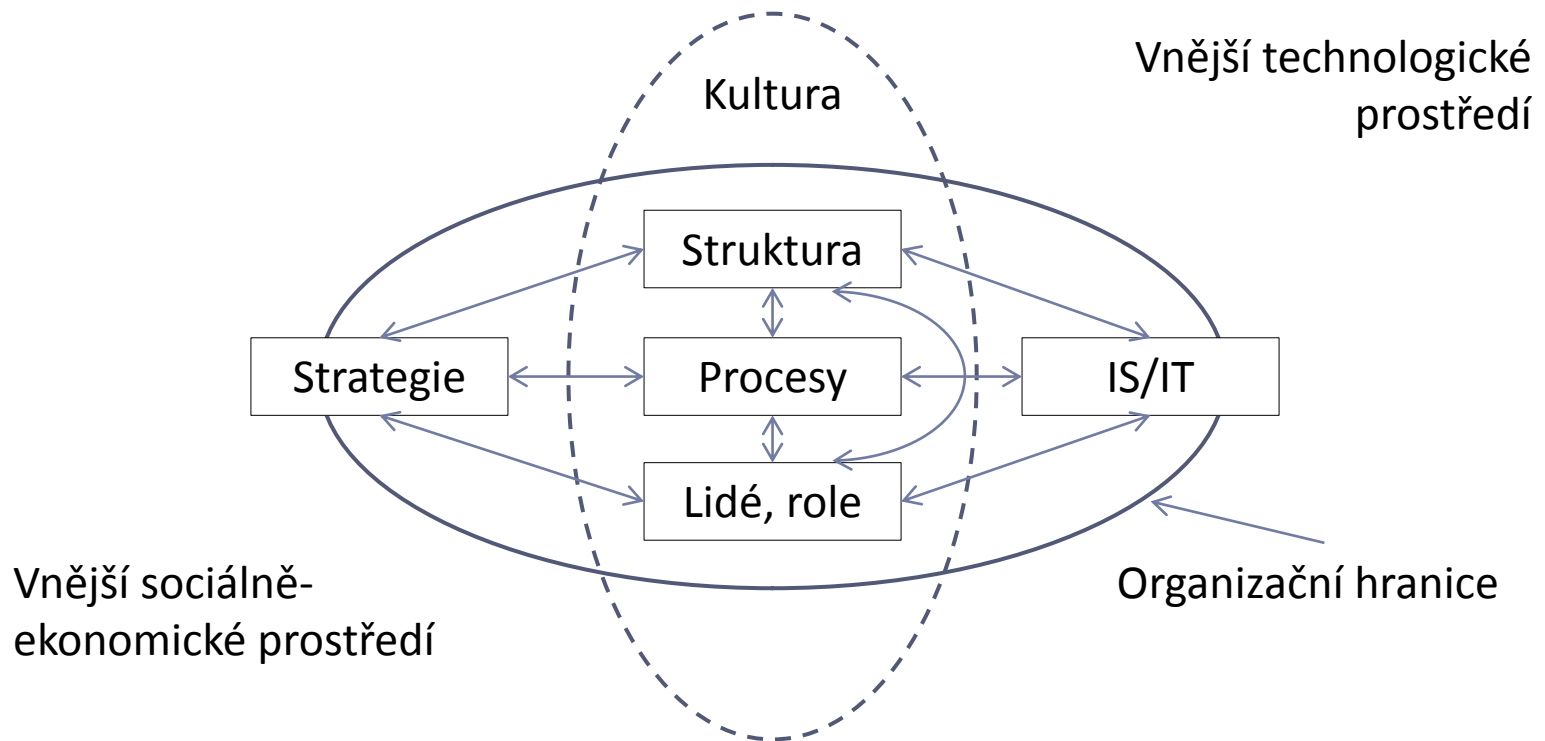 Vnější technologické
prostředí
Kultura
Struktura
Strategie
Procesy
IS/IT
Lidé, role
Vnější sociálně-
ekonomické prostředí
Organizační hranice